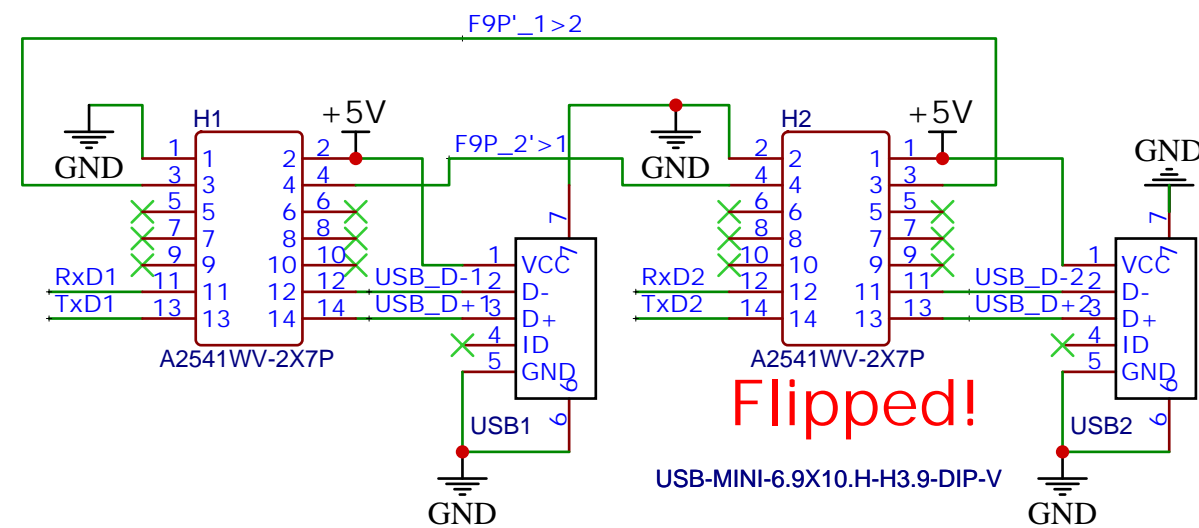 F9P'_1>2
H1
+5V
F9P_2'>1
H2
+5V
GND
GND
GND
1 1 2 2
3 3 4 4
5 5 6 6
7 7 8 8
9 9 10 10
RxD1 11 11 12 12 USB_D-1
TxD1 13 13 14 14 USB_D+1
A2541WV-2X7P
7 7
1 VCC
2 D-
3 D+
4 ID
5 GND
6 6
USB1
GND
2 2 1 1
4 4 3 3
6 6 5 5
8 8 7 7
10 10 9 9
RxD2 12 12 11 11 USB_D-2
TxD2 14 14 13 13 USB_D+2
A2541WV-2X7P
Flipped!
7 7
1 VCC
2 D-
3 D+
4 ID
5 GND
6 6
USB2
USB-MINI-6.9X10.H-H3.9-DIP-V
GND